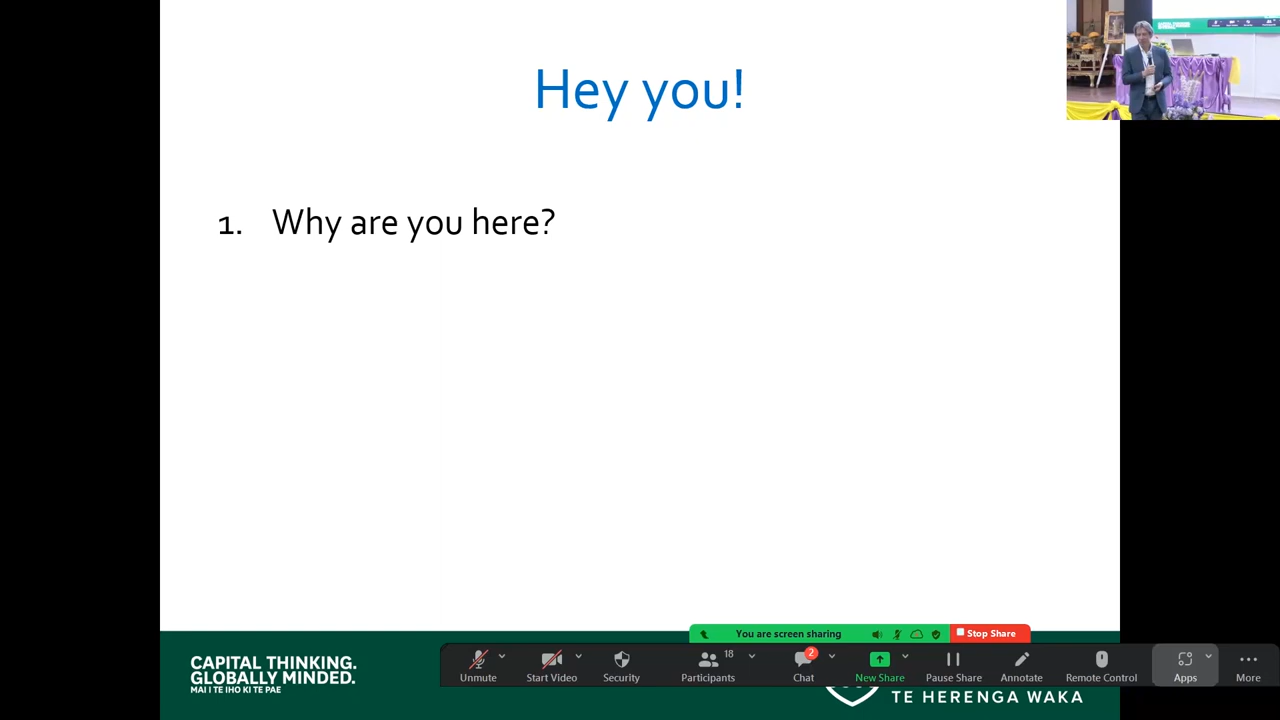 Hey you!
1. Why are you here?
You are screen sharing
Stop Share
CAPITAL THINKING.
GLOBALLY MINDED.
MAI I TE IHO KI TE PAE
Unmute
Start Video
Security
Participants
18
Chat
2
New Share
Pause Share
Annotate
Remote Control
Apps
More
TE HERENGA WAKA